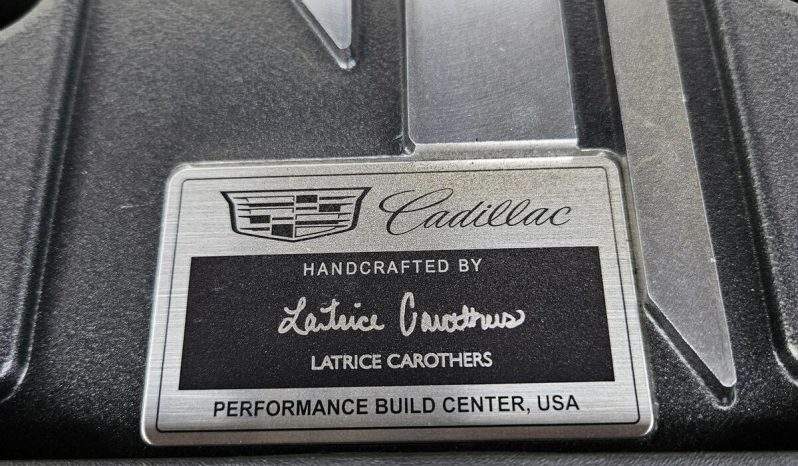 Cadillac
HANDCRAFTED BY
Latrice Carothers
LATRICE CAROTHERS
PERFORMANCE BUILD CENTER, USA